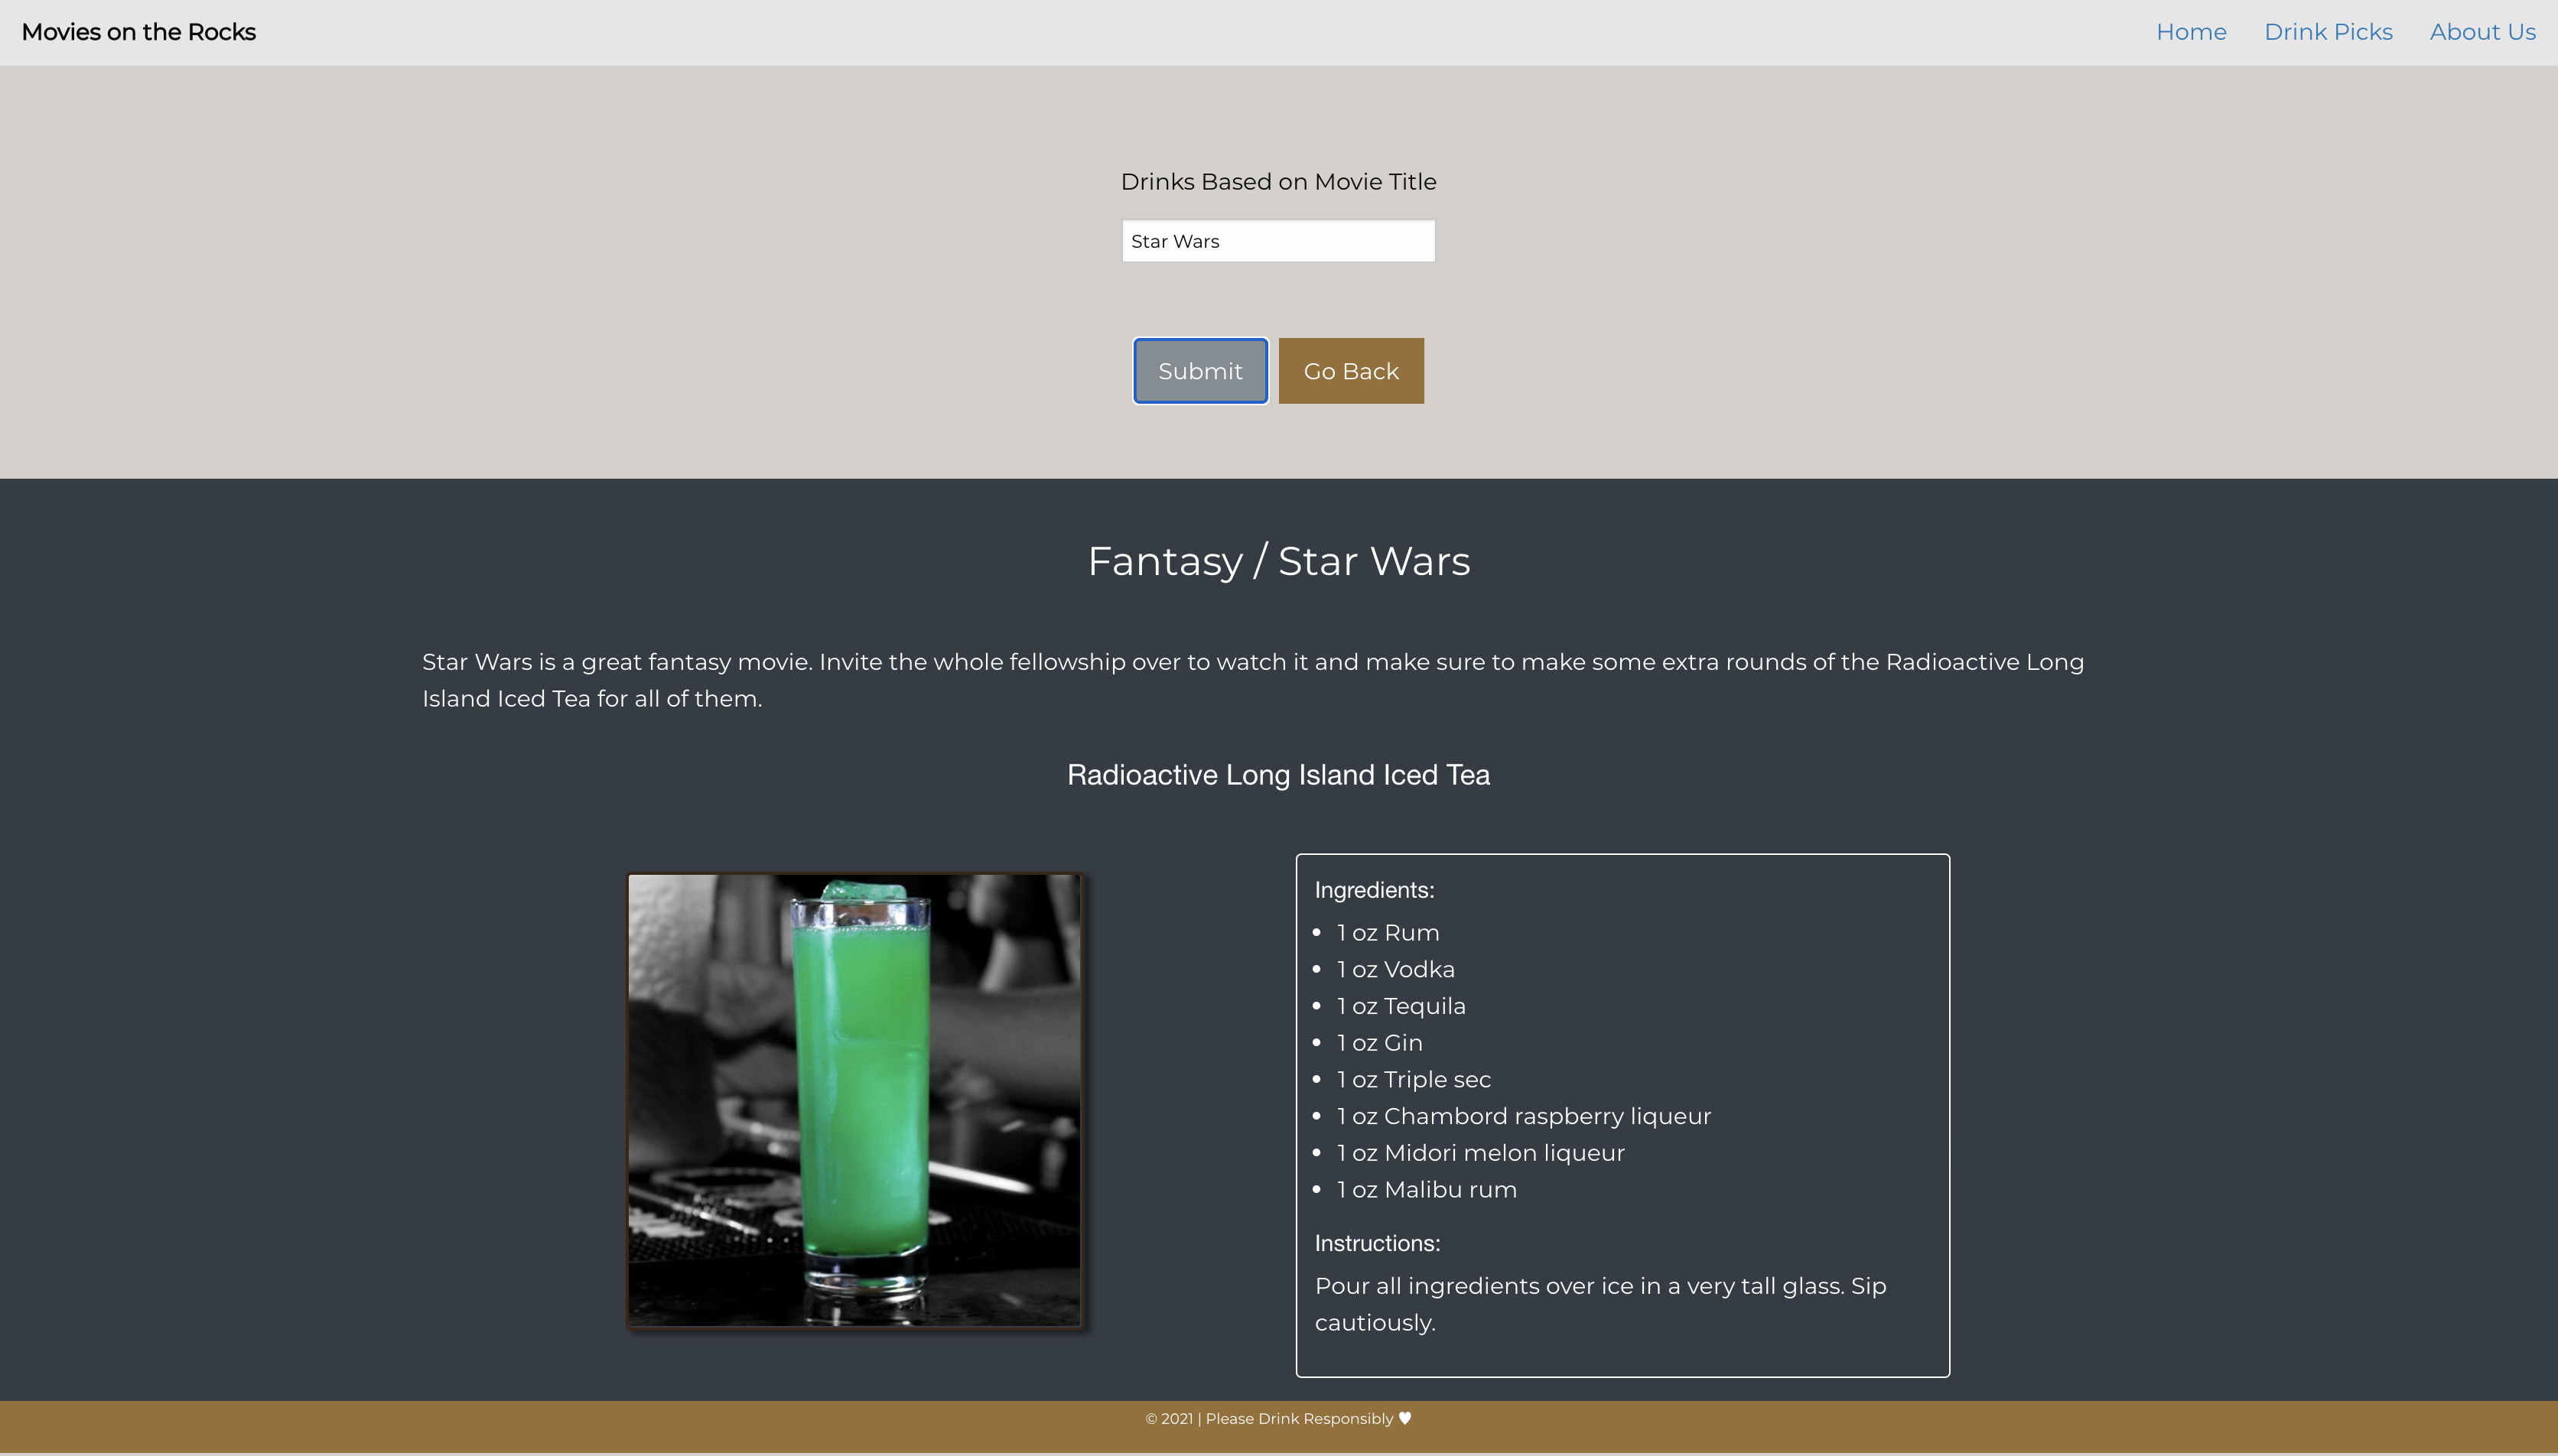 Movies on the Rocks
Home Drink Picks About Us
Drinks Based on Movie Title
Star Wars
Submit Go Back
Fantasy / Star Wars
Star Wars is a great fantasy movie. Invite the whole fellowship over to watch it and make sure to make some extra rounds of the Radioactive Long
Island Iced Tea for all of them.
Radioactive Long Island Iced Tea
Ingredients:
• 1 oz Rum
• 1 oz Vodka
• 1 oz Tequila
• 1 oz Gin
• 1 oz Triple sec
• 1 oz Chambord raspberry liqueur
• 1 oz Midori melon liqueur
• 1 oz Malibu rum
Instructions:
Pour all ingredients over ice in a very tall glass. Sip
cautiously.
© 2021 | Please Drink Responsibly ♥